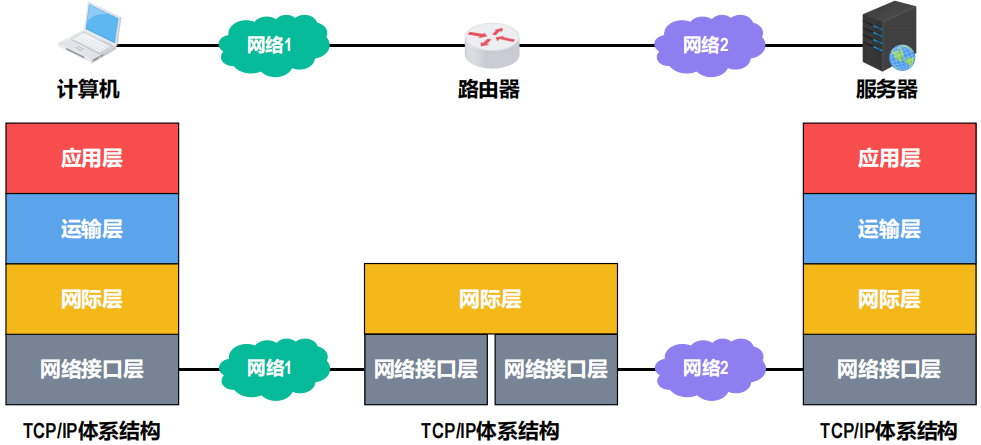 网络1
网络2
计算机
路由器
服务器
应用层
应用层
运输层
运输层
网际层
网际层
网际层
网络接口层
网络1
网络接口层
网络接口层
网络2
网络接口层
TCP/IP体系结构
TCP/IP体系结构
TCP/IP体系结构